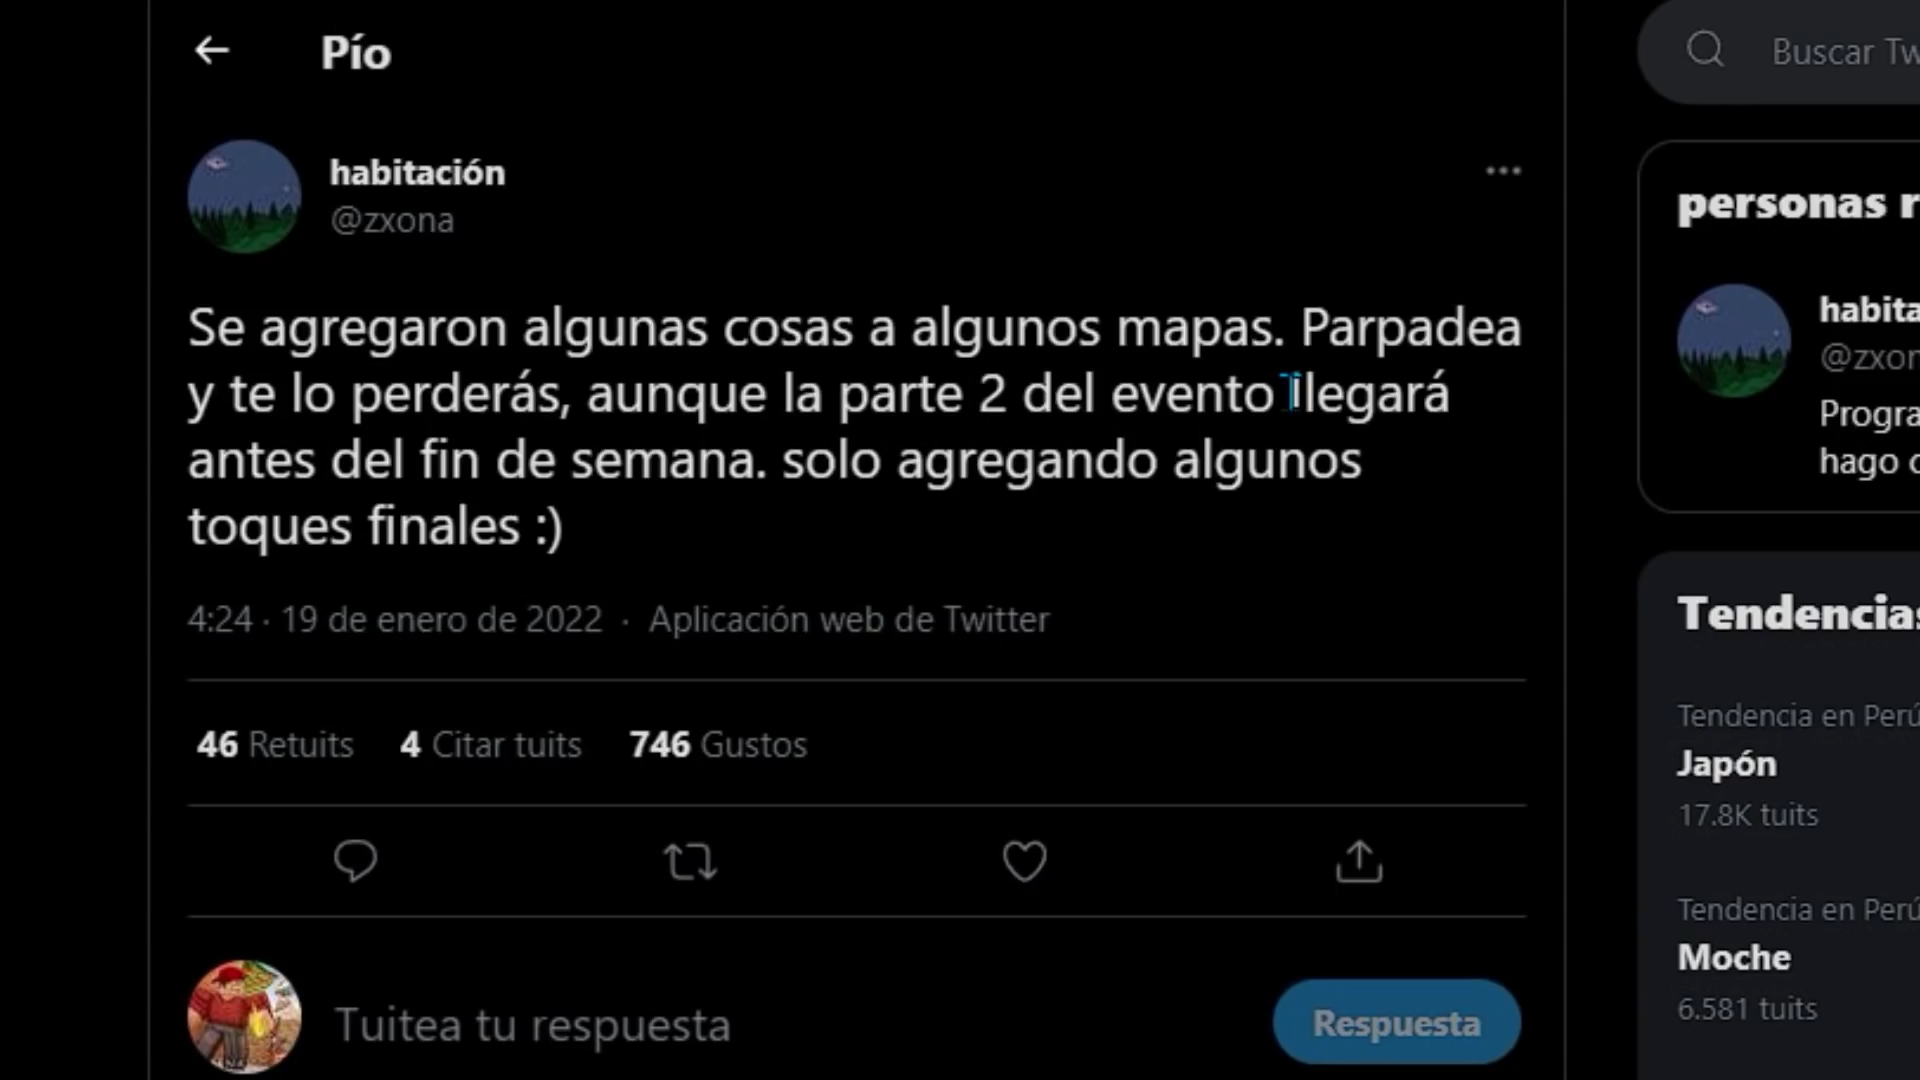 Pío
Buscar Tw
habitación
@zxona
personas r
Se agregaron algunas cosas a algunos mapas. Parpadea
y te lo perderás, aunque la parte 2 del evento llegará
antes del fin de semana. solo agregando algunos
toques finales :)
habita
@zxon
Progra
hago c
4:24 · 19 de enero de 2022 · Aplicación web de Twitter
46 Retuits 4 Citar tuits 746 Gustos
Tendencias
Tendencia en Perú
Japón
17.8K tuits
Tendencia en Perú
Moche
6.581 tuits
Tuitea tu respuesta
Respuesta